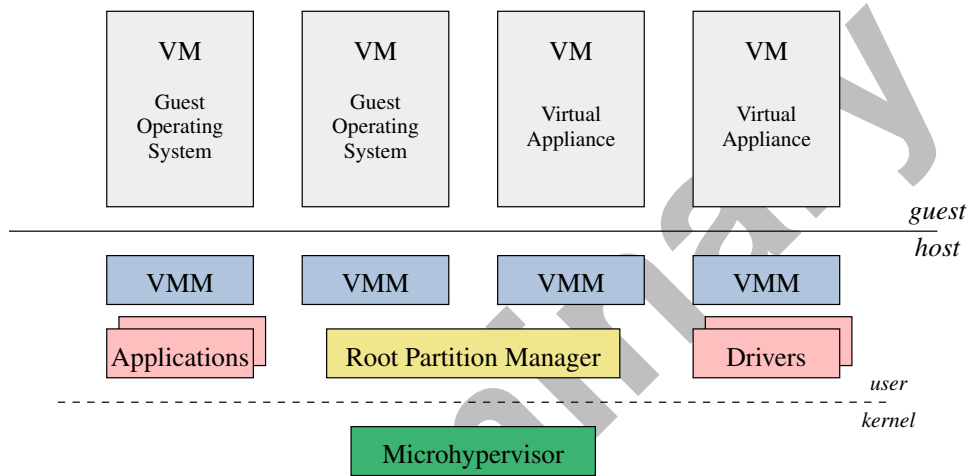 VM
Guest
Operating
System
VM
Guest
Operating
System
VM
Virtual
Appliance
VM
Virtual
Appliance
guest
host
VMM
VMM
VMM
VMM
Applications
Root Partition Manager
Drivers
user
kernel
Microhypervisor